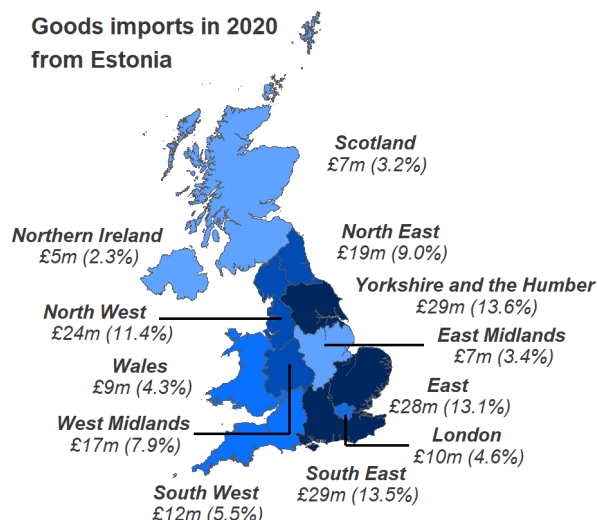 Goods imports in 2020
from Estonia
Scotland
£7m (3.2%)
Northern Ireland
£5m (2.3%)
North East
£19m (9.0%)
Yorkshire and the Humber
£29m (13.6%)
North West
£24m (11.4%)
East Midlands
£7m (3.4%)
Wales
£9m (4.3%)
East
£28m (13.1%)
West Midlands
£17m (7.9%)
London
£10m (4.6%)
South East
£29m (13.5%)
South West
£12m (5.5%)